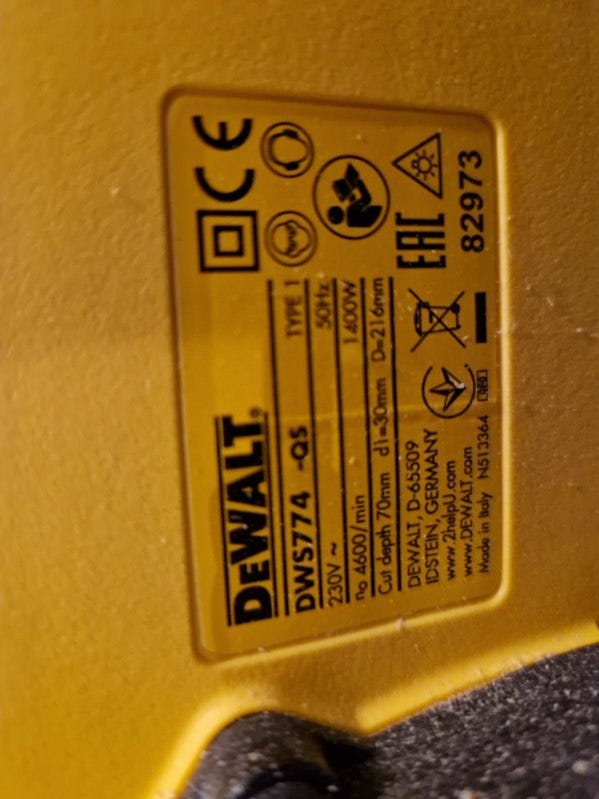 DEWALT®
DWS774 -QS TYPE 1
230V ~ 50Hz
1400W
n₀ 4600/min
Cut depth 70mm d1=30mm D=216mm
DEWALT, D-65509
IDSTEIN, GERMANY
www.2helpU.com
www.DEWALT.com
Made in Italy N513364
CE
EAC
82973